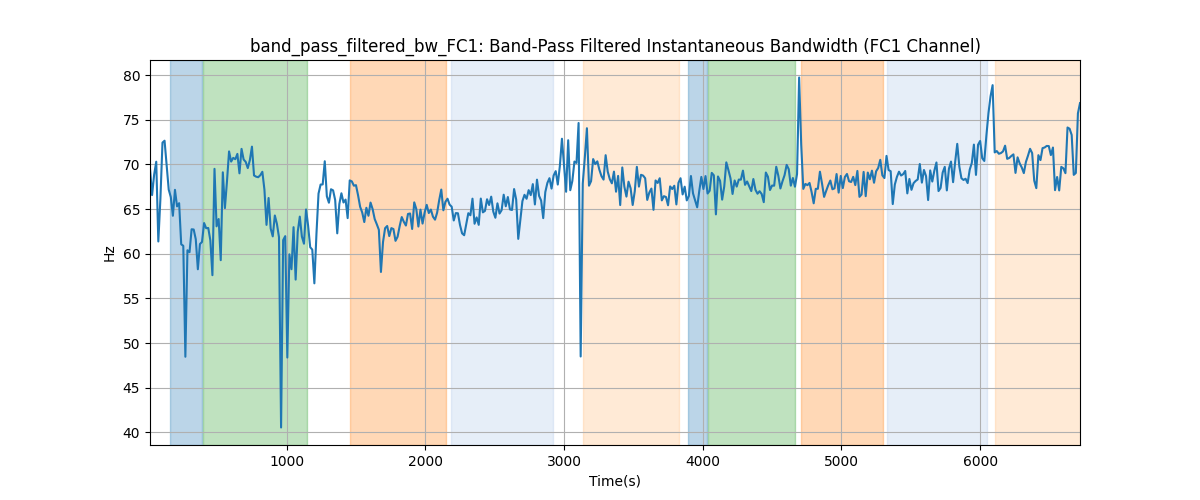 band_pass_filtered_bw_FC1: Band-Pass Filtered Instantaneous Bandwidth (FC1 Channel)
80
75
70
65
60
55
50
45
40
Hz
1000 2000 3000 4000 5000 6000
Time(s)